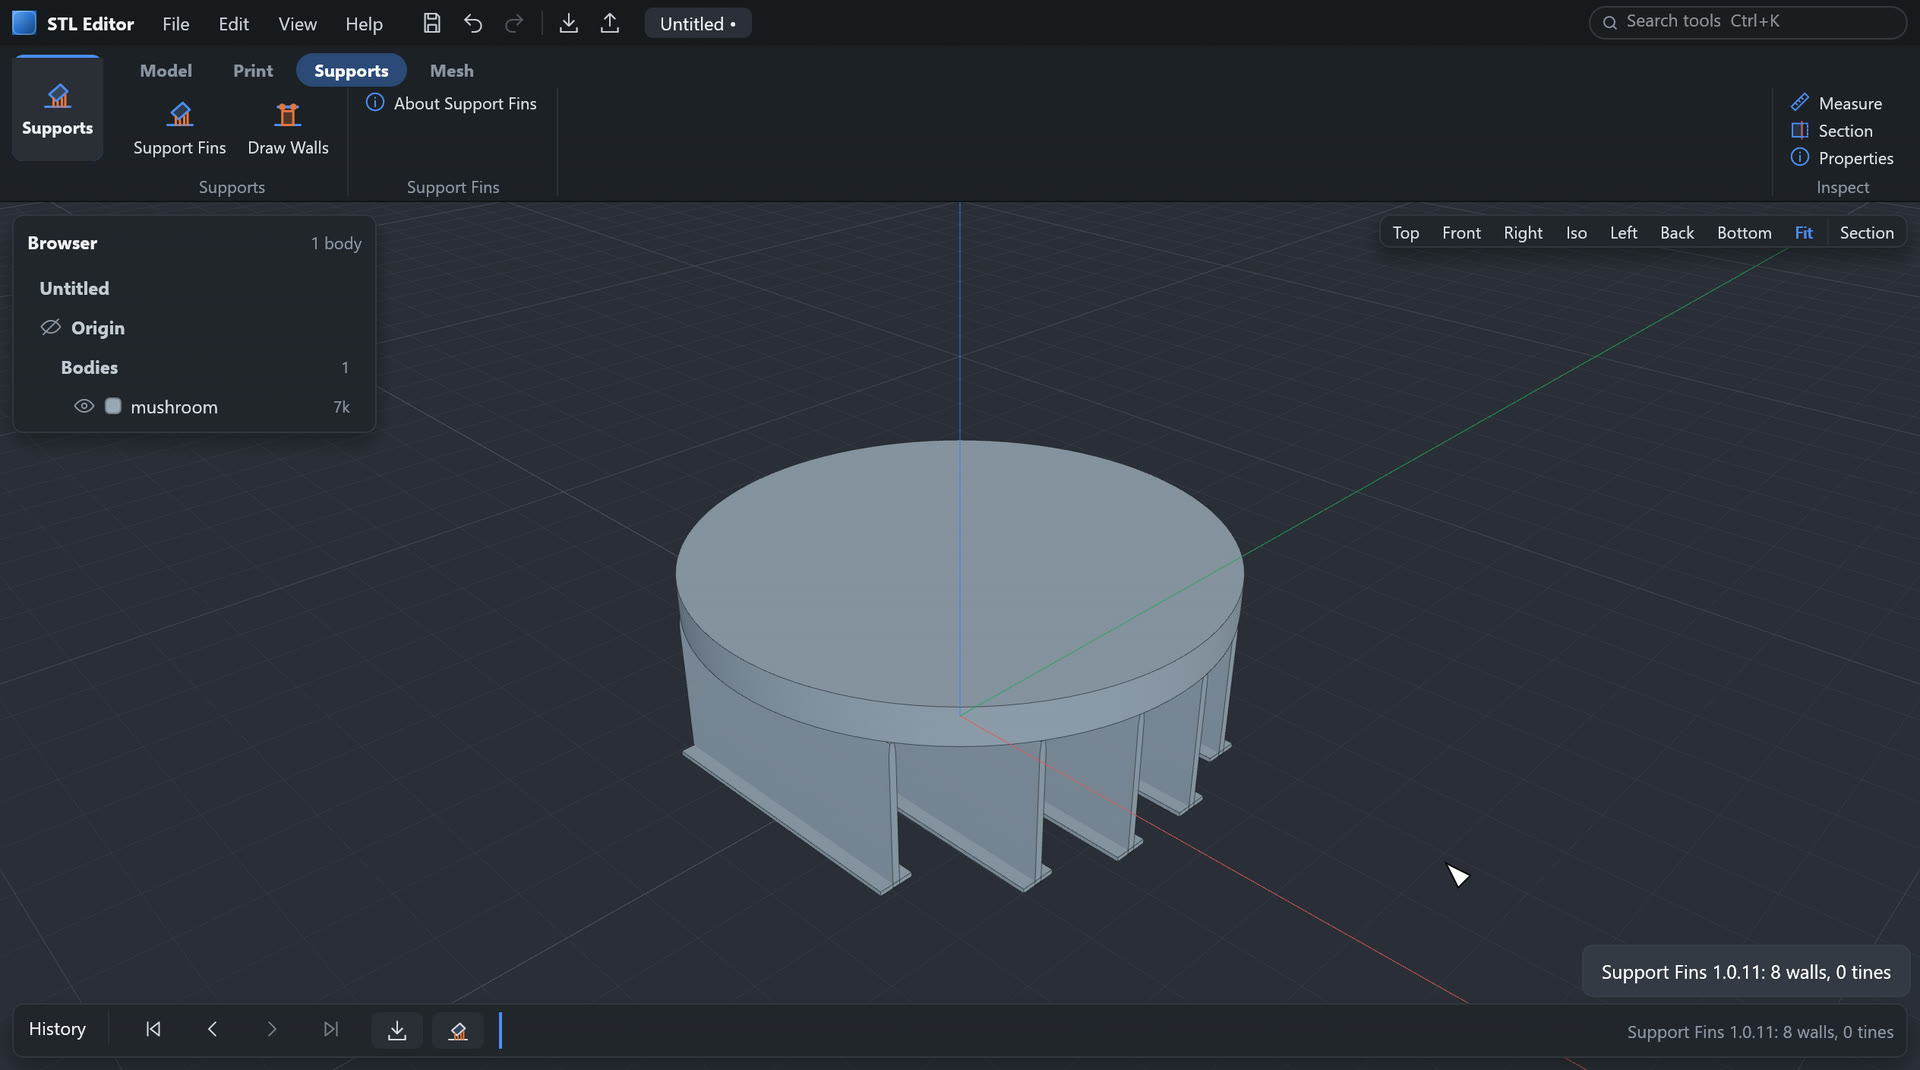 STL Editor File Edit View Help Untitled • Search tools Ctrl+K
Model Print Supports Mesh
Supports
Support Fins Draw Walls
Supports
About Support Fins
Support Fins
Measure
Section
Properties
Inspect
Browser 1 body
Untitled
Origin
Bodies 1
mushroom 7k
Top Front Right Iso Left Back Bottom Fit Section
Support Fins 1.0.11: 8 walls, 0 tines
History Support Fins 1.0.11: 8 walls, 0 tines